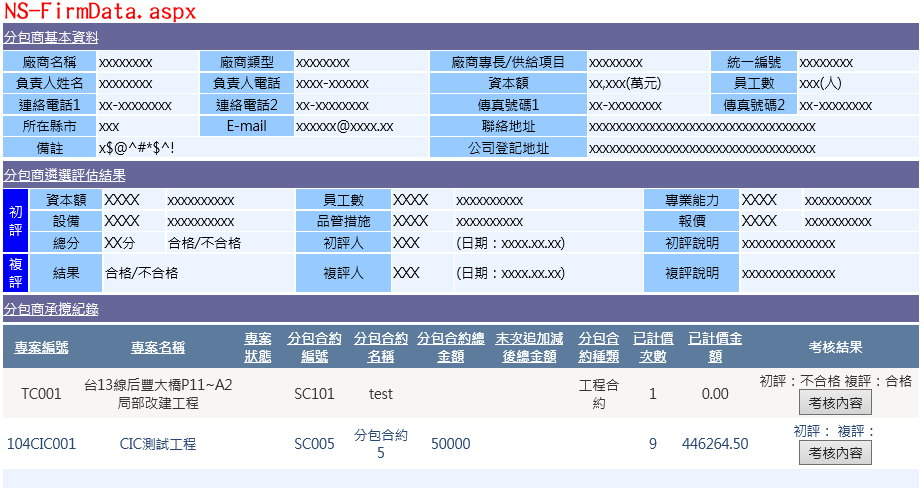 NS-FirmData.aspx
分包商基本資料
廠商名稱 xxxxxxxx 廠商類型 xxxxxxxx 廠商專長/供給項目 xxxxxxxx 統一編號 xxxxxxxx
負責人姓名 xxxxxxxx 負責人電話 xxxx-xxxxxx 資本額 xx,xxx(萬元) 員工數 xxx(人)
連絡電話1 xx-xxxxxxxx 連絡電話2 xx-xxxxxxxx 傳真號碼1 xx-xxxxxxxx 傳真號碼2 xx-xxxxxxxx
所在縣市 xxx E-mail xxxxxx@xxxx.xx 聯絡地址 xxxxxxxxxxxxxxxxxxxxxxxxxxxxxxxxxx
備註 x$@^#*$^! 公司登記地址 xxxxxxxxxxxxxxxxxxxxxxxxxxxxxxxxxx
分包商遴選評估結果
初評
資本額 XXXX xxxxxxxxxx 員工數 XXXX xxxxxxxxxx 專業能力 XXXX xxxxxxxxxx
設備 XXXX xxxxxxxxxx 品管措施 XXXX xxxxxxxxxx 報價 XXXX xxxxxxxxxx
總分 XX分 合格/不合格 初評人 XXX (日期：xxxx.xx.xx) 初評說明 xxxxxxxxxxxxxx
複評
結果 合格/不合格 複評人 XXX (日期：xxxx.xx.xx) 複評說明 xxxxxxxxxxxxxx
分包商承攬紀錄
專案編號 專案名稱 專案狀態 分包合約編號 分包合約名稱 分包合約總金額 末次追加減後總金額 分包合約種類 已計價次數 已計價金額 考核結果
TC001 台13線后豐大橋P11~A2局部改建工程 SC101 test 工程合約 1 0.00 初評：不合格 複評：合格
考核內容
104CIC001 CIC測試工程 SC005 分包合約5 50000 9 446264.50 初評： 複評：
考核內容